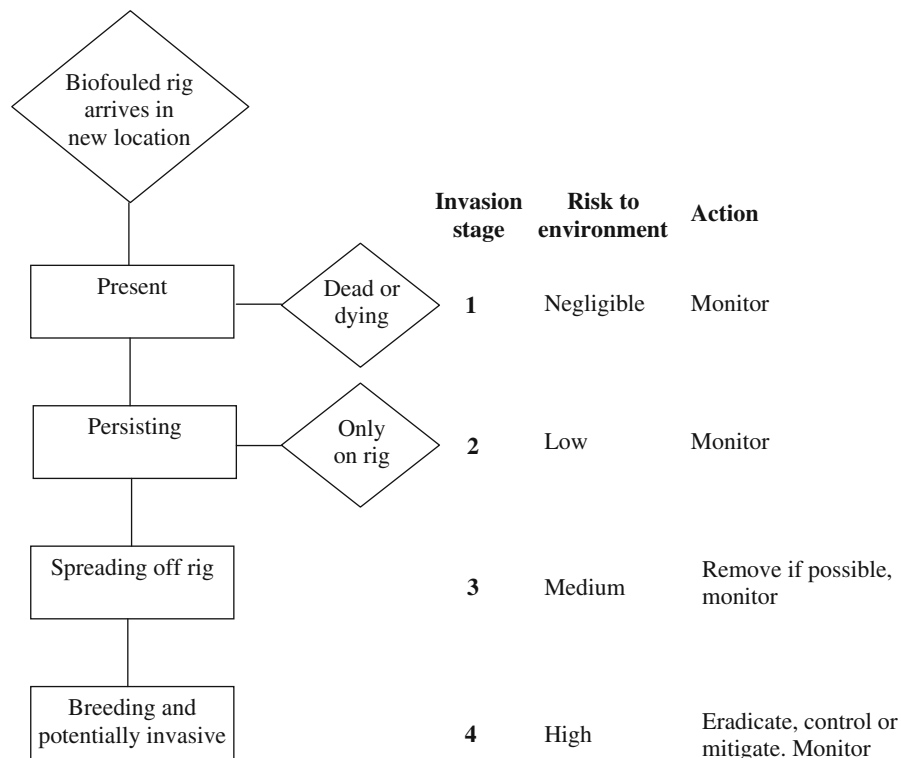 Biofouled rig
arrives in
new location
Invasion
stage
Risk to
environment
Action
Present
Dead or
dying
1
Negligible
Monitor
Persisting
Only
on rig
2
Low
Monitor
Spreading off rig
3
Medium
Remove if possible,
monitor
Breeding and
potentially invasive
4
High
Eradicate, control or
mitigate. Monitor